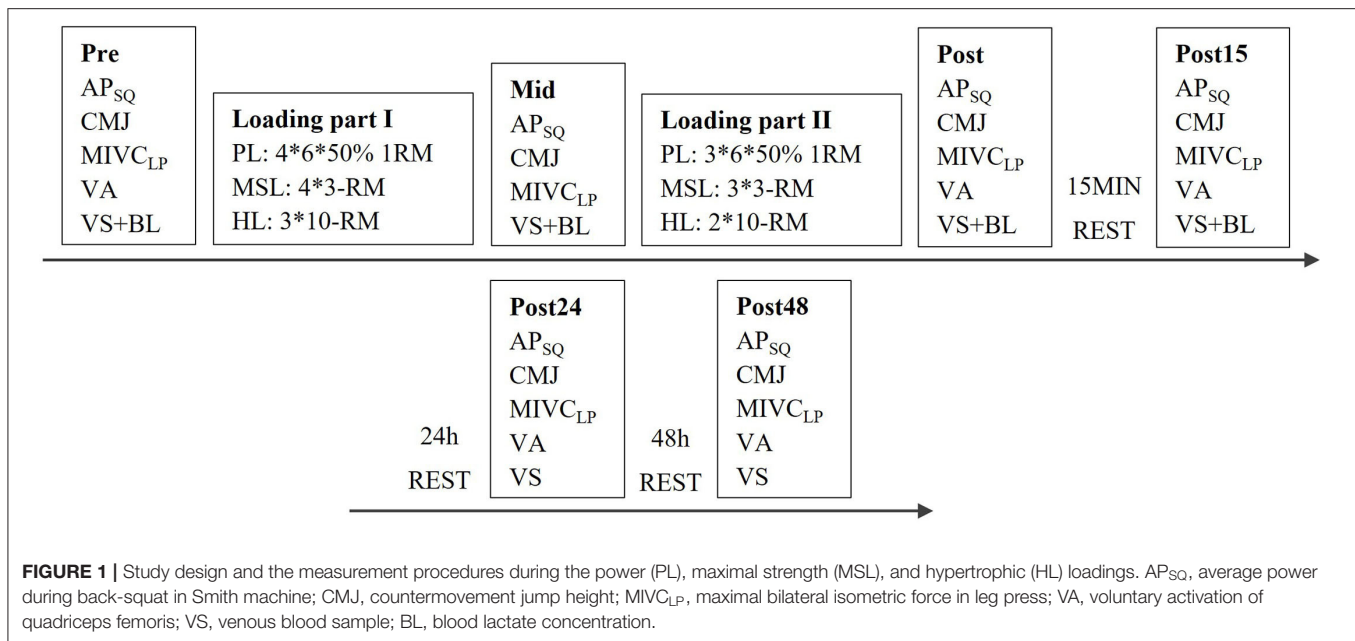 Pre
AP_SQ
CMJ
MIVC_LP
VA
VS+BL
Loading part I
PL: 4*6*50% 1RM
MSL: 4*3-RM
HL: 3*10-RM
Mid
AP_SQ
CMJ
MIVC_LP
VS+BL
Loading part II
PL: 3*6*50% 1RM
MSL: 3*3-RM
HL: 2*10-RM
Post
AP_SQ
CMJ
MIVC_LP
VA
VS+BL
15MIN
REST
Post15
AP_SQ
CMJ
MIVC_LP
VA
VS+BL
24h
REST
Post24
AP_SQ
CMJ
MIVC_LP
VA
VS
48h
REST
Post48
AP_SQ
CMJ
MIVC_LP
VA
VS
FIGURE 1 | Study design and the measurement procedures during the power (PL), maximal strength (MSL), and hypertrophic (HL) loadings. AP_SQ, average power
during back-squat in Smith machine; CMJ, countermovement jump height; MIVC_LP, maximal bilateral isometric force in leg press; VA, voluntary activation of
quadriceps femoris; VS, venous blood sample; BL, blood lactate concentration.